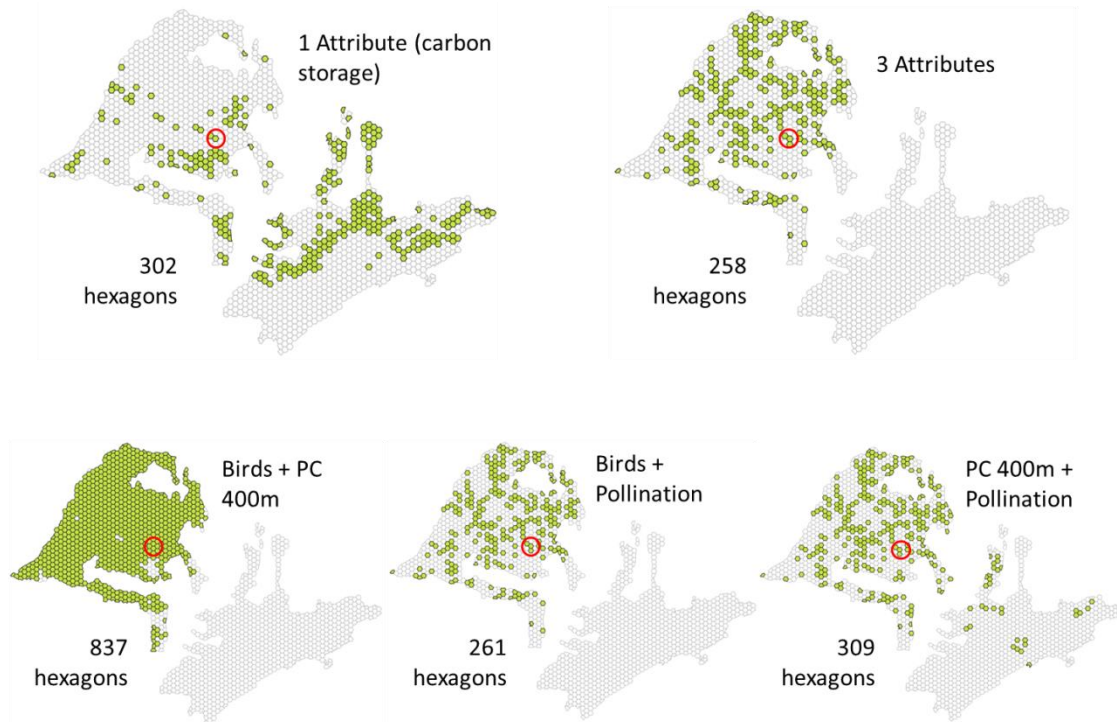 1 Attribute (carbon
storage)
302
hexagons
3 Attributes
258
hexagons
Birds + PC
400m
837
hexagons
Birds +
Pollination
261
hexagons
PC 400m +
Pollination
309
hexagons